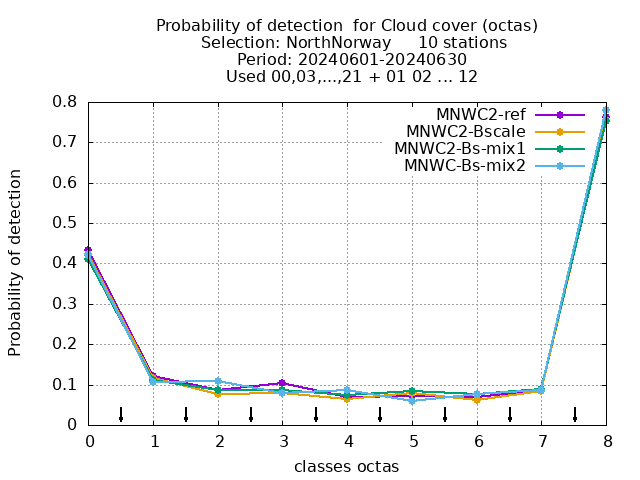 Probability of detection  for Cloud cover (octas)
Selection: NorthNorway     10 stations
Period: 20240601-20240630
Used 00,03,...,21 + 01 02 ... 12
MNWC2-ref
MNWC2-Bscale
MNWC2-Bs-mix1
MNWC-Bs-mix2
Probability of detection
0.8
0.7
0.6
0.5
0.4
0.3
0.2
0.1
0
0 1 2 3 4 5 6 7 8
classes octas